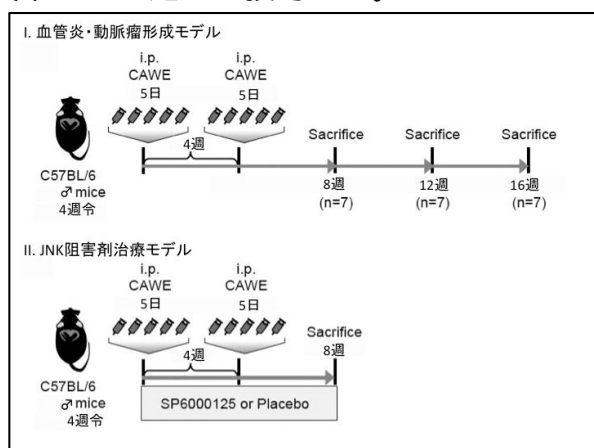 I. 血管炎・動脈瘤形成モデル
i.p. i.p.
CAWE CAWE
5日 5日
4週
Sacrifice Sacrifice Sacrifice
C57BL/6
♂ mice
4週令
8週 12週 16週
(n=7) (n=7) (n=7)
II. JNK阻害剤治療モデル
i.p. i.p.
CAWE CAWE
5日 5日
4週
Sacrifice
8週
C57BL/6
♂ mice
4週令
SP6000125 or Placebo